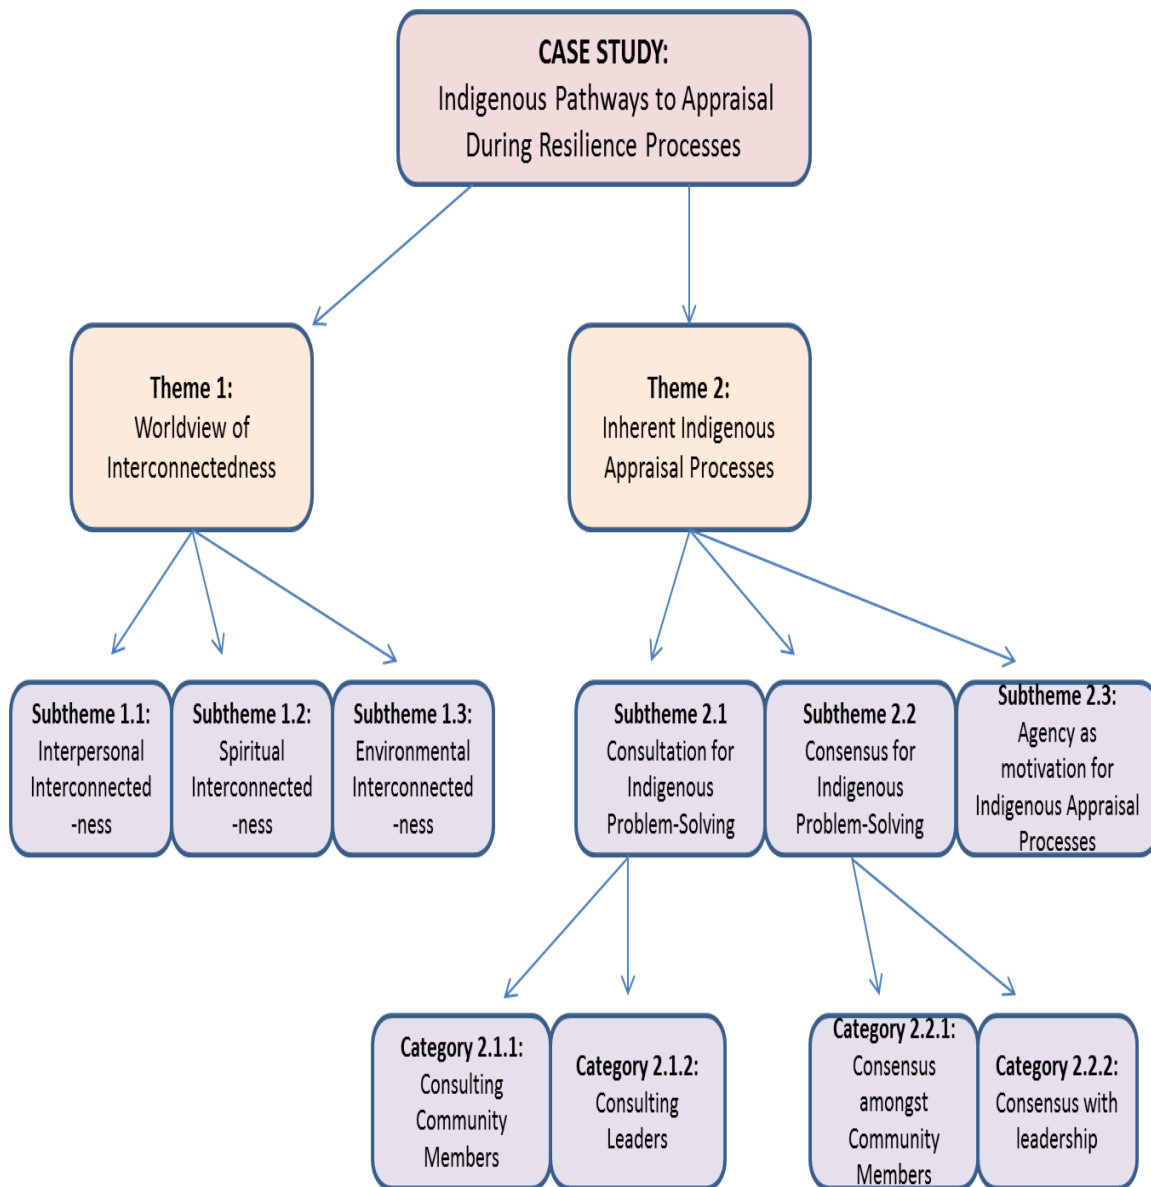 CASE STUDY:
Indigenous Pathways to Appraisal
During Resilience Processes
Theme 1:
Worldview of
Interconnectedness
Theme 2:
Inherent Indigenous
Appraisal Processes
Subtheme 1.1:
Interpersonal
Interconnected
-ness
Subtheme 1.2:
Spiritual
Interconnected
-ness
Subtheme 1.3:
Environmental
Interconnected
-ness
Subtheme 2.1
Consultation for
Indigenous
Problem-Solving
Subtheme 2.2
Consensus for
Indigenous
Problem-Solving
Subtheme 2.3:
Agency as
motivation for
Indigenous Appraisal
Processes
Category 2.1.1:
Consulting
Community
Members
Category 2.1.2:
Consulting
Leaders
Category 2.2.1:
Consensus
amongst
Community
Members
Category 2.2.2:
Consensus with
leadership